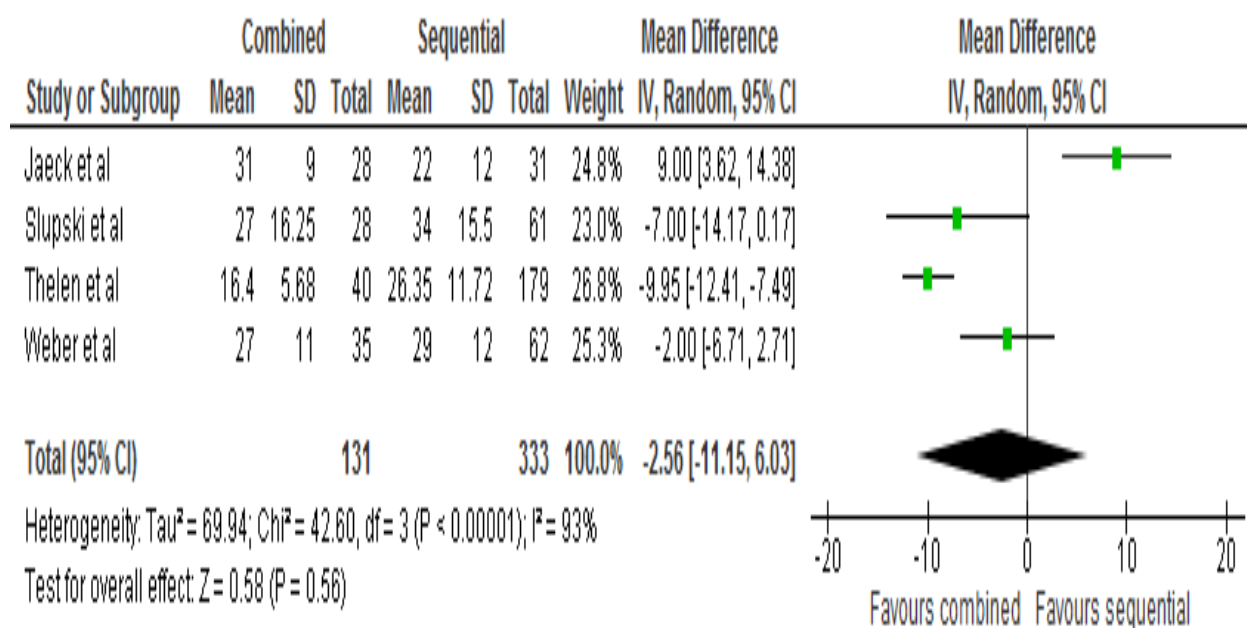 Combined Sequential Mean Difference Mean Difference
Study or Subgroup Mean SD Total Mean SD Total Weight IV, Random, 95% CI IV, Random, 95% CI
Jaeck et al 31 9 28 22 12 31 24.8% 9.00 [3.62, 14.38]
Slupski et al 27 16.25 28 34 15.5 61 23.0% -7.00 [-14.17, 0.17]
Thelen et al 16.4 5.68 40 26.35 11.72 179 26.8% -9.95 [-12.41, -7.49]
Weber et al 27 11 35 29 12 62 25.3% -2.00 [-6.71, 2.71]
Total (95% CI) 131 333 100.0% -2.56 [-11.15, 6.03]
Heterogeneity: Tau² = 69.94; Chi² = 42.60, df = 3 (P < 0.00001); I² = 93%
Test for overall effect: Z = 0.58 (P = 0.56)
-20 -10 0 10 20
Favours combined Favours sequential